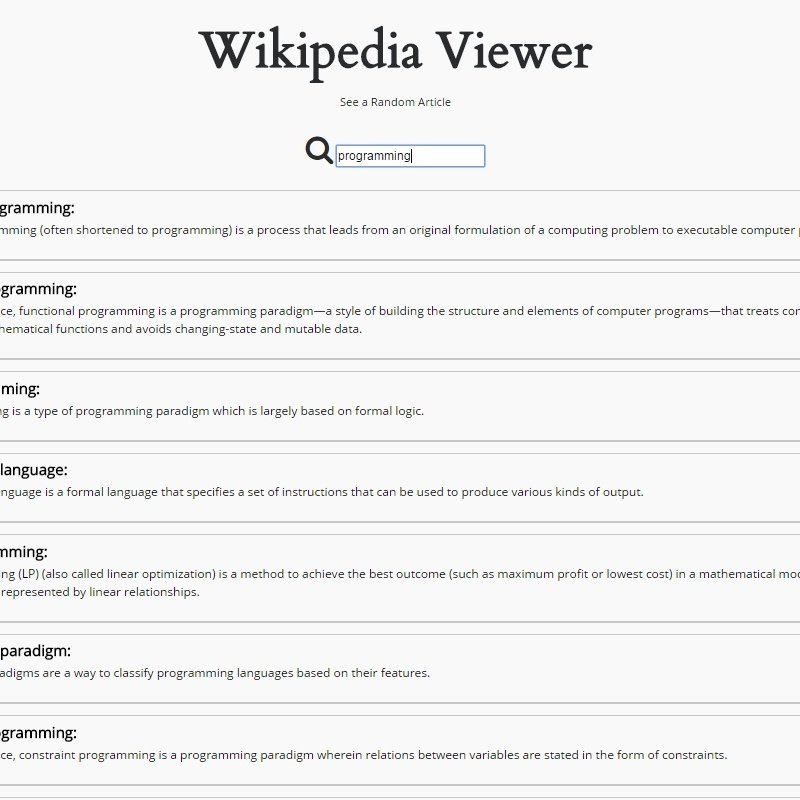 Wikipedia Viewer
See a Random Article
programming
gramming:
mming (often shortened to programming) is a process that leads from an original formulation of a computing problem to executable computer
ogramming:
ce, functional programming is a programming paradigm—a style of building the structure and elements of computer programs—that treats con
hematical functions and avoids changing-state and mutable data.
ming:
ng is a type of programming paradigm which is largely based on formal logic.
language:
nguage is a formal language that specifies a set of instructions that can be used to produce various kinds of output.
mming:
ing (LP) (also called linear optimization) is a method to achieve the best outcome (such as maximum profit or lowest cost) in a mathematical mod
represented by linear relationships.
paradigm:
adigms are a way to classify programming languages based on their features.
ogramming:
ce, constraint programming is a programming paradigm wherein relations between variables are stated in the form of constraints.